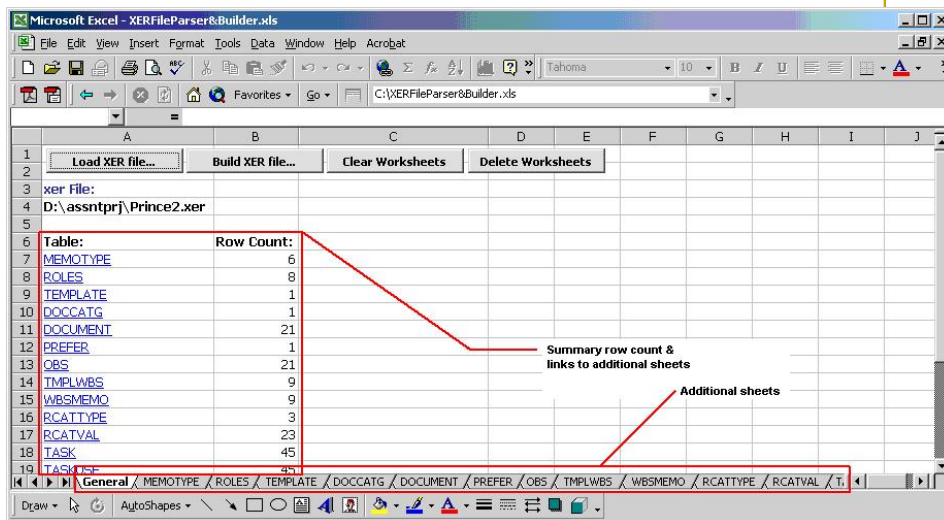 Microsoft Excel - XERFileParser&Builder.xls
File Edit View Insert Format Tools Data Window Help Acrobat
Tahoma 10 B I U
Favorites Go C:\XERFileParser&Builder.xls
=
A B C D E F G H I J
1 Load XER file... Build XER file... Clear Worksheets Delete Worksheets
2
3 xer File:
4 D:\assntprj\Prince2.xer
5
6 Table: Row Count:
7 MEMOTYPE 6
8 ROLES 8
9 TEMPLATE 1
10 DOCCATG 1
11 DOCUMENT 21
12 PREFER 1
Summary row count &
13 OBS 21
links to additional sheets
14 TMPLWBS 9
15 WBSMEMO 9
Additional sheets
16 RCATTYPE 3
17 RCATVAL 23
18 TASK 45
19 TASKDSF 45
General MEMOTYPE ROLES TEMPLATE DOCCATG DOCUMENT PREFER OBS TMPLWBS WBSMEMO RCATTYPE RCATVAL
Draw AutoShapes